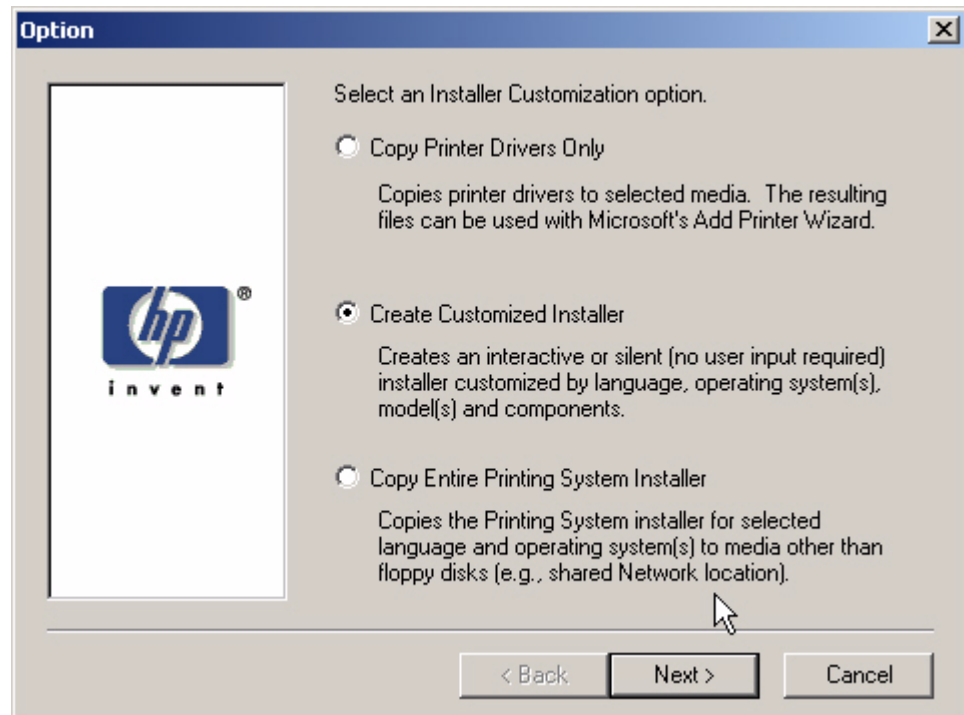 Option
Select an Installer Customization option.
Copy Printer Drivers Only
Copies printer drivers to selected media. The resulting
files can be used with Microsoft's Add Printer Wizard.
hp ®
invent
Create Customized Installer
Creates an interactive or silent (no user input required)
installer customized by language, operating system(s),
model(s) and components.
Copy Entire Printing System Installer
Copies the Printing System installer for selected
language and operating system(s) to media other than
floppy disks (e.g., shared Network location).
< Back
Next >
Cancel